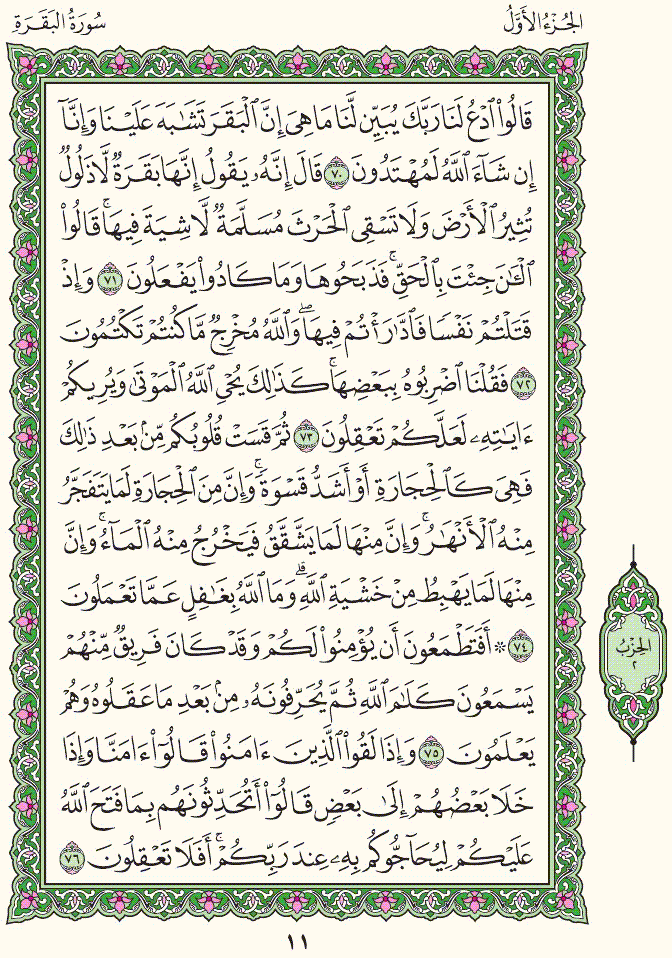 الجُزْءُ الأَوَّلُ
سُورَةُ البَقَرَةِ
قَالُوا۟ ٱدْعُ لَنَا رَبَّكَ يُبَيِّن لَّنَا مَا هِىَ إِنَّ ٱلْبَقَرَ تَشَٰبَهَ عَلَيْنَا وَإِنَّآ
إِن شَآءَ ٱللَّهُ لَمُهْتَدُونَ ٧٠ قَالَ إِنَّهُۥ يَقُولُ إِنَّهَا بَقَرَةٌ لَّا ذَلُولٌ
تُثِيرُ ٱلْأَرْضَ وَلَا تَسْقِى ٱلْحَرْثَ مُسَلَّمَةٌ لَّا شِيَةَ فِيهَا ۚ قَالُوا۟
ٱلْـَٰٔنَ جِئْتَ بِٱلْحَقِّ ۚ فَذَبَحُوهَا وَمَا كَادُوا۟ يَفْعَلُونَ ٧١ وَإِذْ
قَتَلْتُمْ نَفْسًا فَٱدَّٰرَْٰٔتُمْ فِيهَا ۖ وَٱللَّهُ مُخْرِجٌ مَّا كُنتُمْ تَكْتُمُونَ
٧٢ فَقُلْنَا ٱضْرِبُوهُ بِبَعْضِهَا ۚ كَذَٰلِكَ يُحْىِ ٱللَّهُ ٱلْمَوْتَىٰ وَيُرِيكُمْ
ءَايَٰتِهِۦ لَعَلَّكُمْ تَعْقِلُونَ ٧٣ ثُمَّ قَسَتْ قُلُوبُكُم مِّنۢ بَعْدِ ذَٰلِكَ
فَهِىَ كَٱلْحِجَارَةِ أَوْ أَشَدُّ قَسْوَةً ۚ وَإِنَّ مِنَ ٱلْحِجَارَةِ لَمَا يَتَفَجَّرُ
مِنْهُ ٱلْأَنْهَٰرُ ۚ وَإِنَّ مِنْهَا لَمَا يَشَّقَّقُ فَيَخْرُجُ مِنْهُ ٱلْمَآءُ ۚ وَإِنَّ
مِنْهَا لَمَا يَهْبِطُ مِنْ خَشْيَةِ ٱللَّهِ ۗ وَمَا ٱللَّهُ بِغَٰفِلٍ عَمَّا تَعْمَلُونَ
٧٤ ۞ أَفَتَطْمَعُونَ أَن يُؤْمِنُوا۟ لَكُمْ وَقَدْ كَانَ فَرِيقٌ مِّنْهُمْ
يَسْمَعُونَ كَلَٰمَ ٱللَّهِ ثُمَّ يُحَرِّفُونَهُۥ مِنۢ بَعْدِ مَا عَقَلُوهُ وَهُمْ
يَعْلَمُونَ ٧٥ وَإِذَا لَقُوا۟ ٱلَّذِينَ ءَامَنُوا۟ قَالُوٓا۟ ءَامَنَّا وَإِذَا
خَلَا بَعْضُهُمْ إِلَىٰ بَعْضٍ قَالُوٓا۟ أَتُحَدِّثُونَهُم بِمَا فَتَحَ ٱللَّهُ
عَلَيْكُمْ لِيُحَآجُّوكُم بِهِۦ عِندَ رَبِّكُمْ ۚ أَفَلَا تَعْقِلُونَ ٧٦
الحِزْبُ
٢
١١